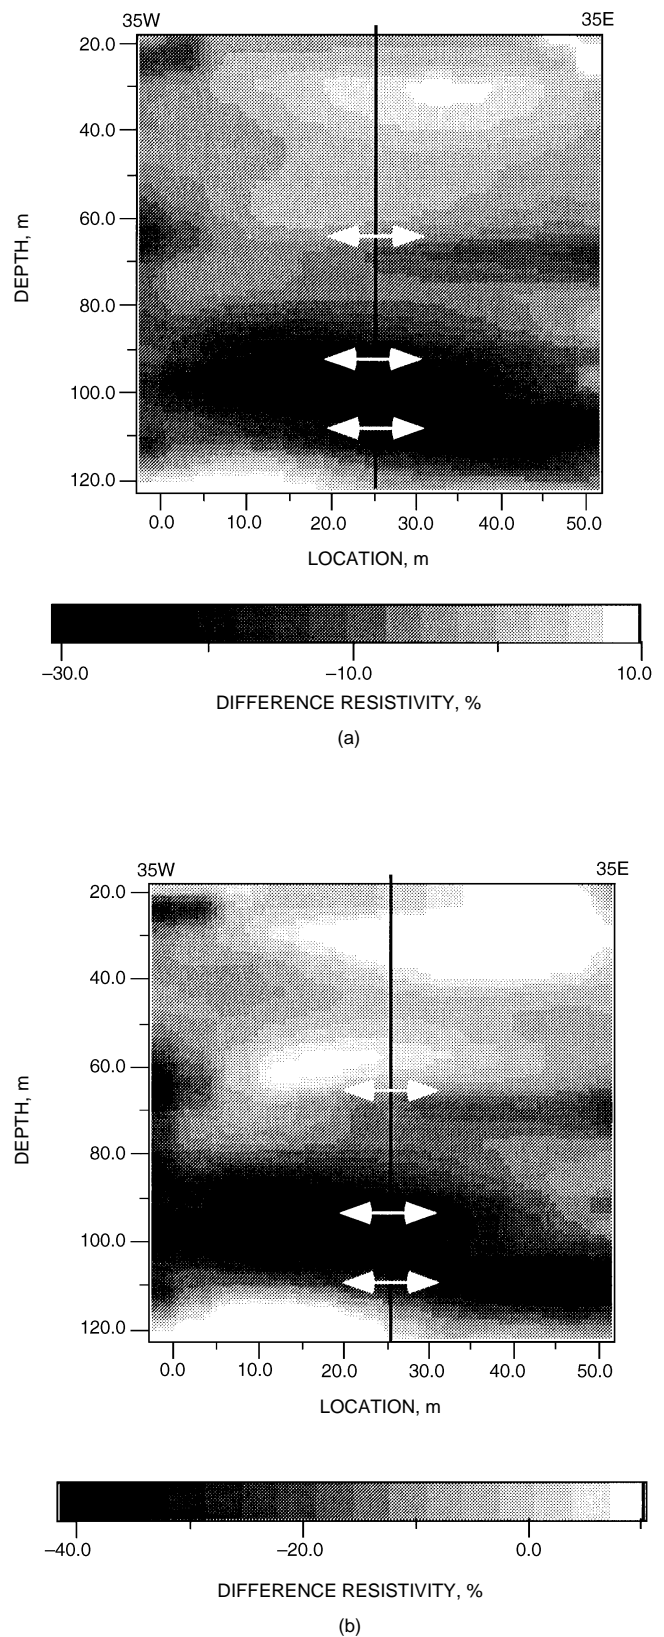 35W 35E
20.0
40.0
60.0
80.0
100.0
120.0
DEPTH, m
0.0 10.0 20.0 30.0 40.0 50.0
LOCATION, m
–30.0 –10.0 10.0
DIFFERENCE RESISTIVITY, %
(a)
35W 35E
20.0
40.0
60.0
80.0
100.0
120.0
DEPTH, m
0.0 10.0 20.0 30.0 40.0 50.0
LOCATION, m
–40.0 –20.0 0.0
DIFFERENCE RESISTIVITY, %
(b)